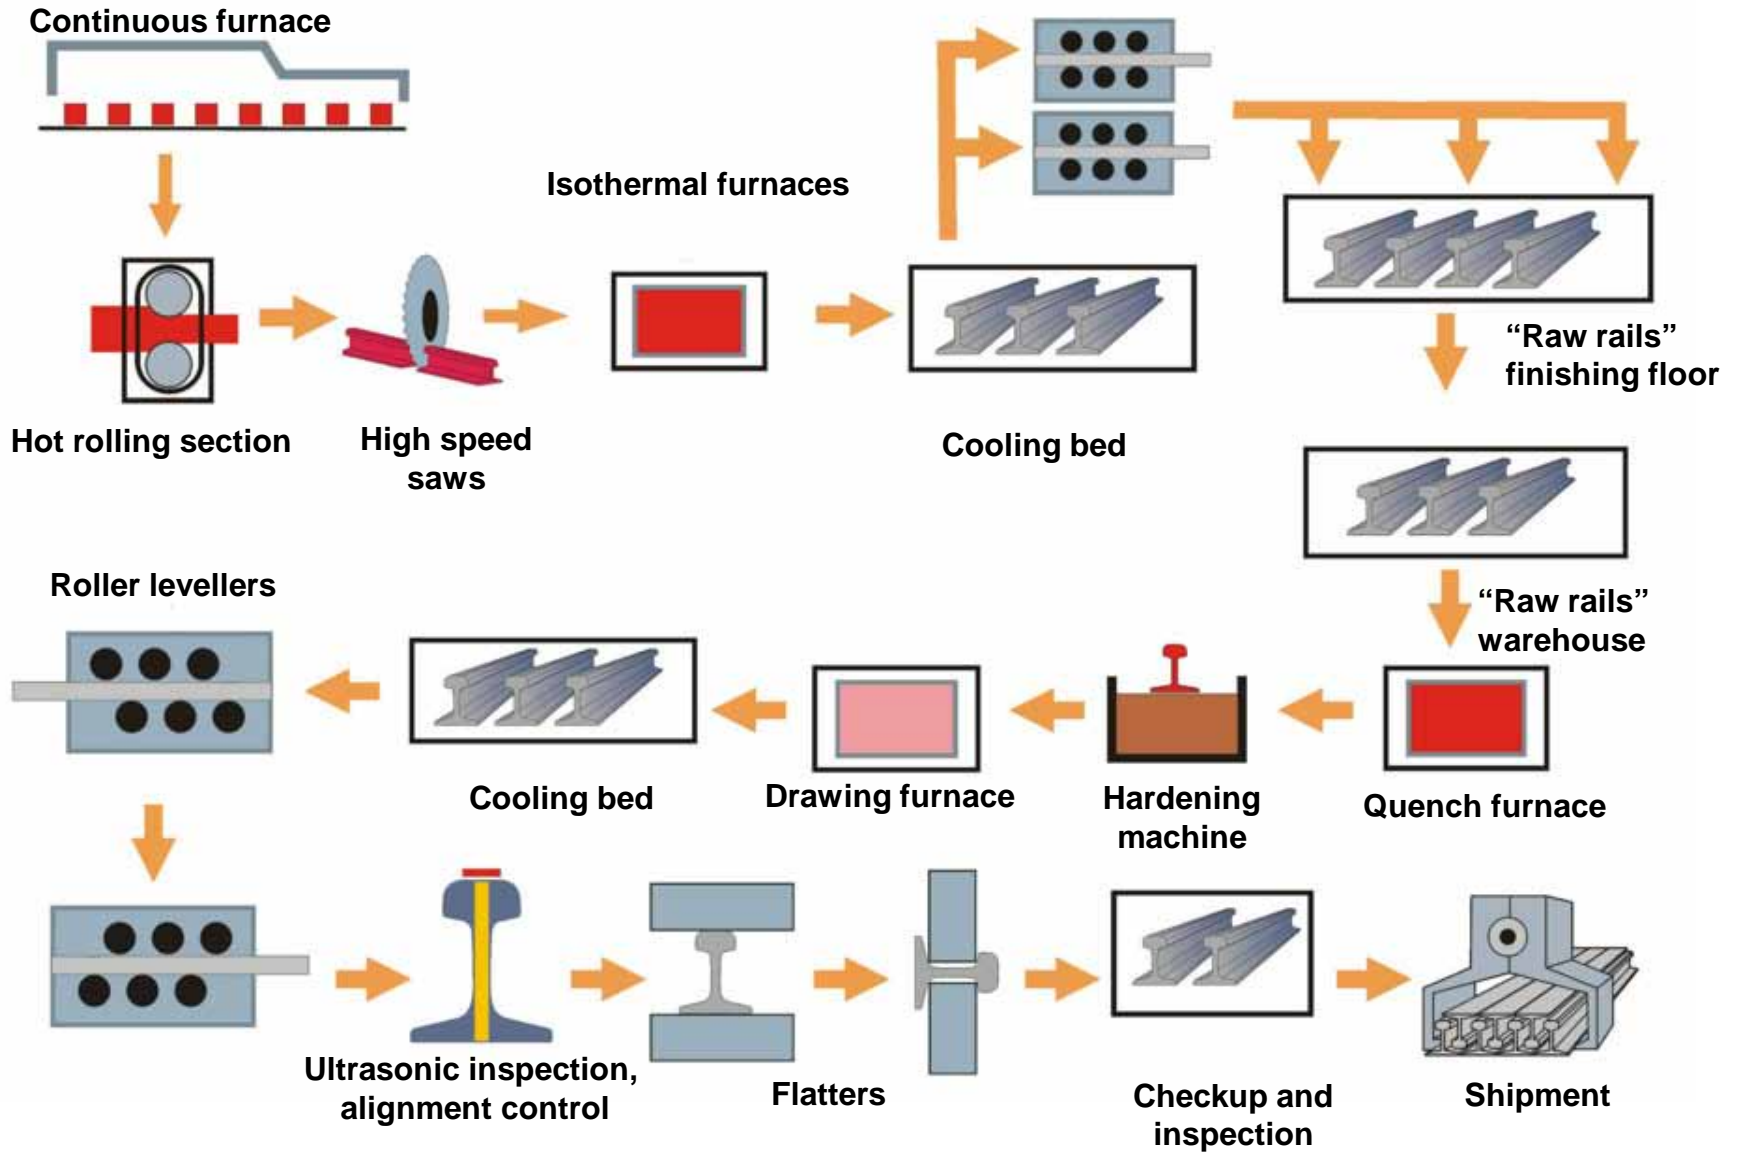 Continuous furnace
Isothermal furnaces
“Raw rails”
finishing floor
Hot rolling section
High speed
saws
Cooling bed
Roller levellers
“Raw rails”
warehouse
Cooling bed
Drawing furnace
Hardening
machine
Quench furnace
Ultrasonic inspection,
alignment control
Flatters
Checkup and
inspection
Shipment